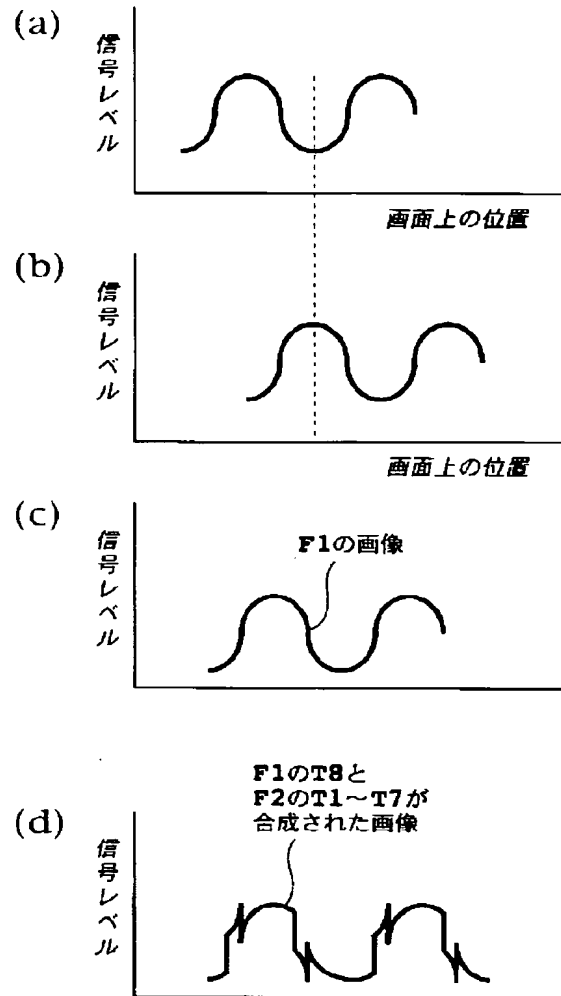 (a)
信号レベル
画面上の位置
(b)
信号レベル
画面上の位置
(c)
信号レベル
F1の画像
(d)
信号レベル
F1のT8と
F2のT1～T7が
合成された画像